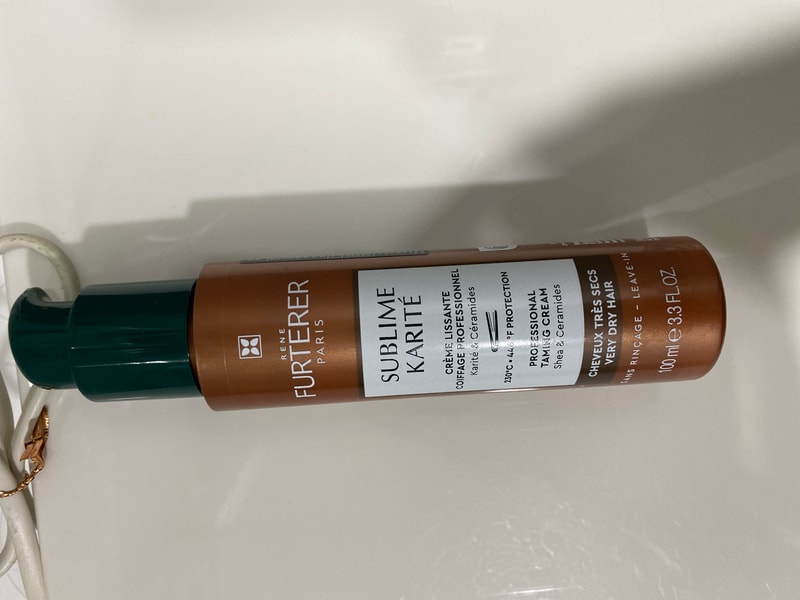 RENE
FURTERER
PARIS
SUBLIME
KARITÉ
CRÈME LISSANTE
COIFFAGE PROFESSIONNEL
Karité & Céramides
230°C • 446°F PROTECTION
PROFESSIONAL
TAMING CREAM
Shea & Ceramides
CHEVEUX TRÈS SECS
VERY DRY HAIR
SANS RINÇAGE – LEAVE-IN
100 ml ℮ 3.3 FL.OZ.